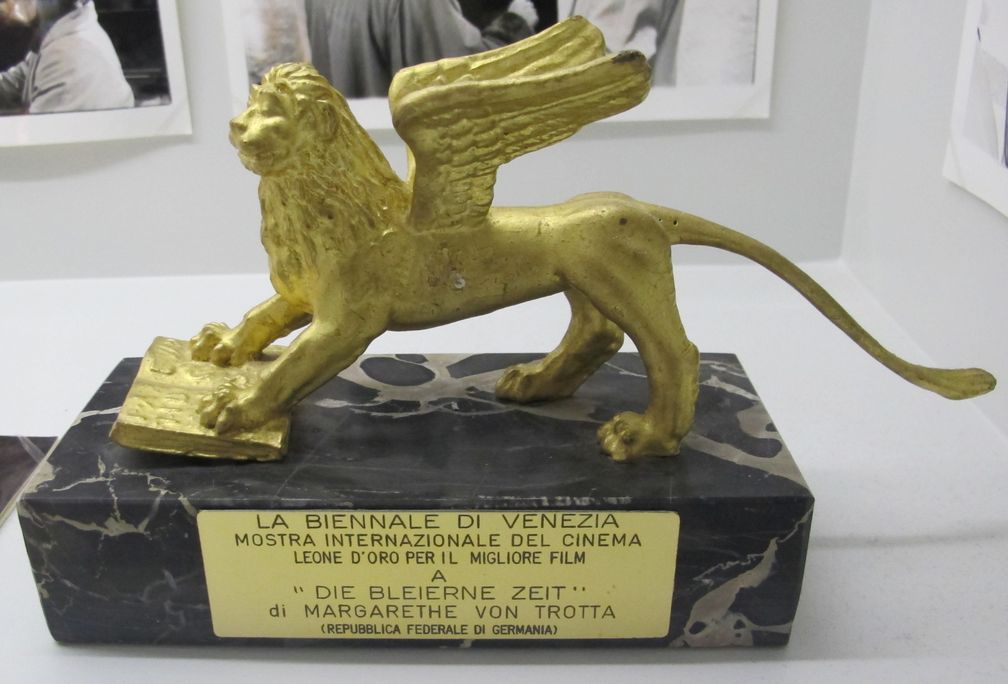 LA BIENNALE DI VENEZIA
MOSTRA INTERNAZIONALE DEL CINEMA
LEONE D'ORO PER IL MIGLIORE FILM
A
"DIE BLEIERNE ZEIT"
di MARGARETHE VON TROTTA
(REPUBBLICA FEDERALE DI GERMANIA)